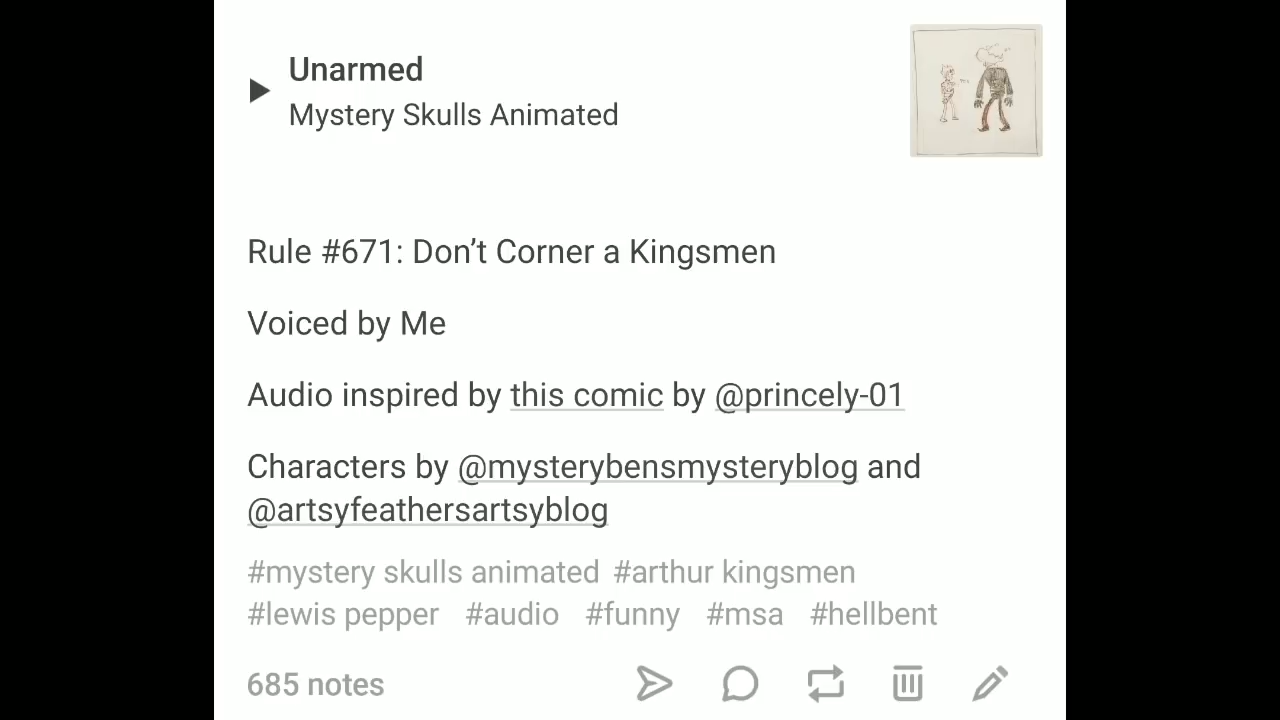 Unarmed
Mystery Skulls Animated
Rule #671: Don’t Corner a Kingsmen
Voiced by Me
Audio inspired by this comic by @princely-01
Characters by @mysterybensmysteryblog and
@artsyfeathersartsyblog
#mystery skulls animated #arthur kingsmen
#lewis pepper #audio #funny #msa #hellbent
685 notes